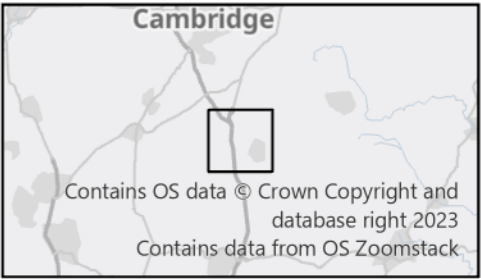 Cambridge
Contains OS data © Crown Copyright and
database right 2023
Contains data from OS Zoomstack